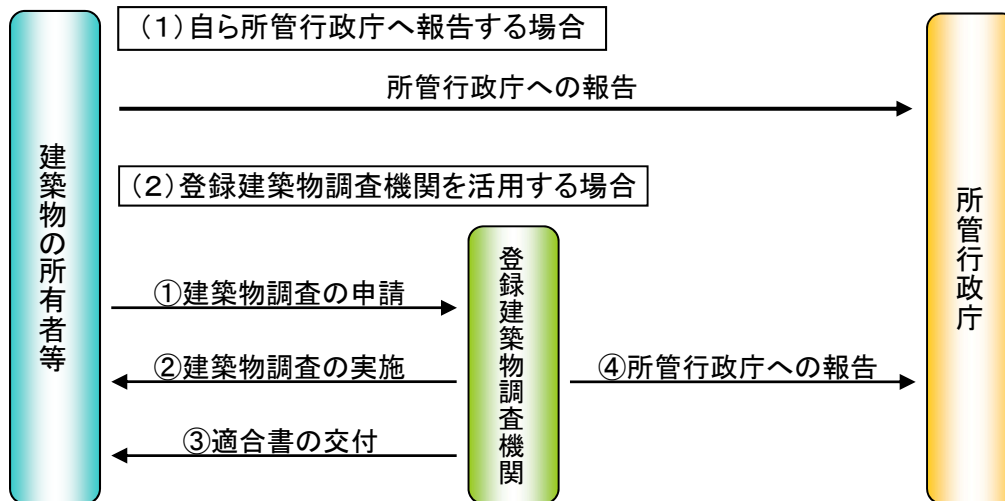 (1)自ら所管行政庁へ報告する場合
所管行政庁への報告
建築物の所有者等
(2)登録建築物調査機関を活用する場合
登録建築物調査機関
所管行政庁
①建築物調査の申請
②建築物調査の実施
④所管行政庁への報告
③適合書の交付